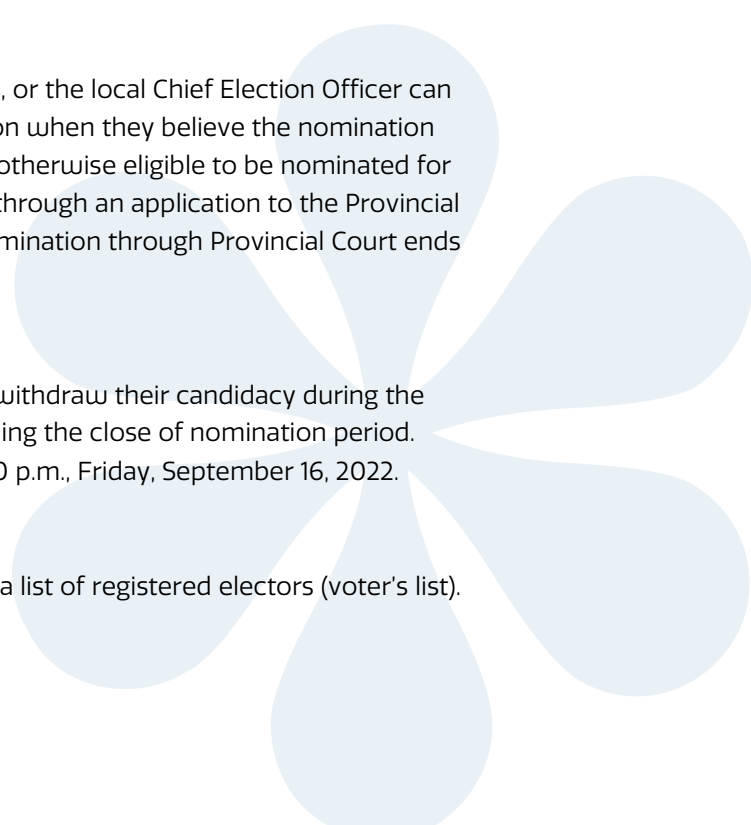 , or the local Chief Election Officer can
on when they believe the nomination
otherwise eligible to be nominated for
through an application to the Provincial
mination through Provincial Court ends
withdraw their candidacy during the
ing the close of nomination period.
0 p.m., Friday, September 16, 2022.
a list of registered electors (voter's list).